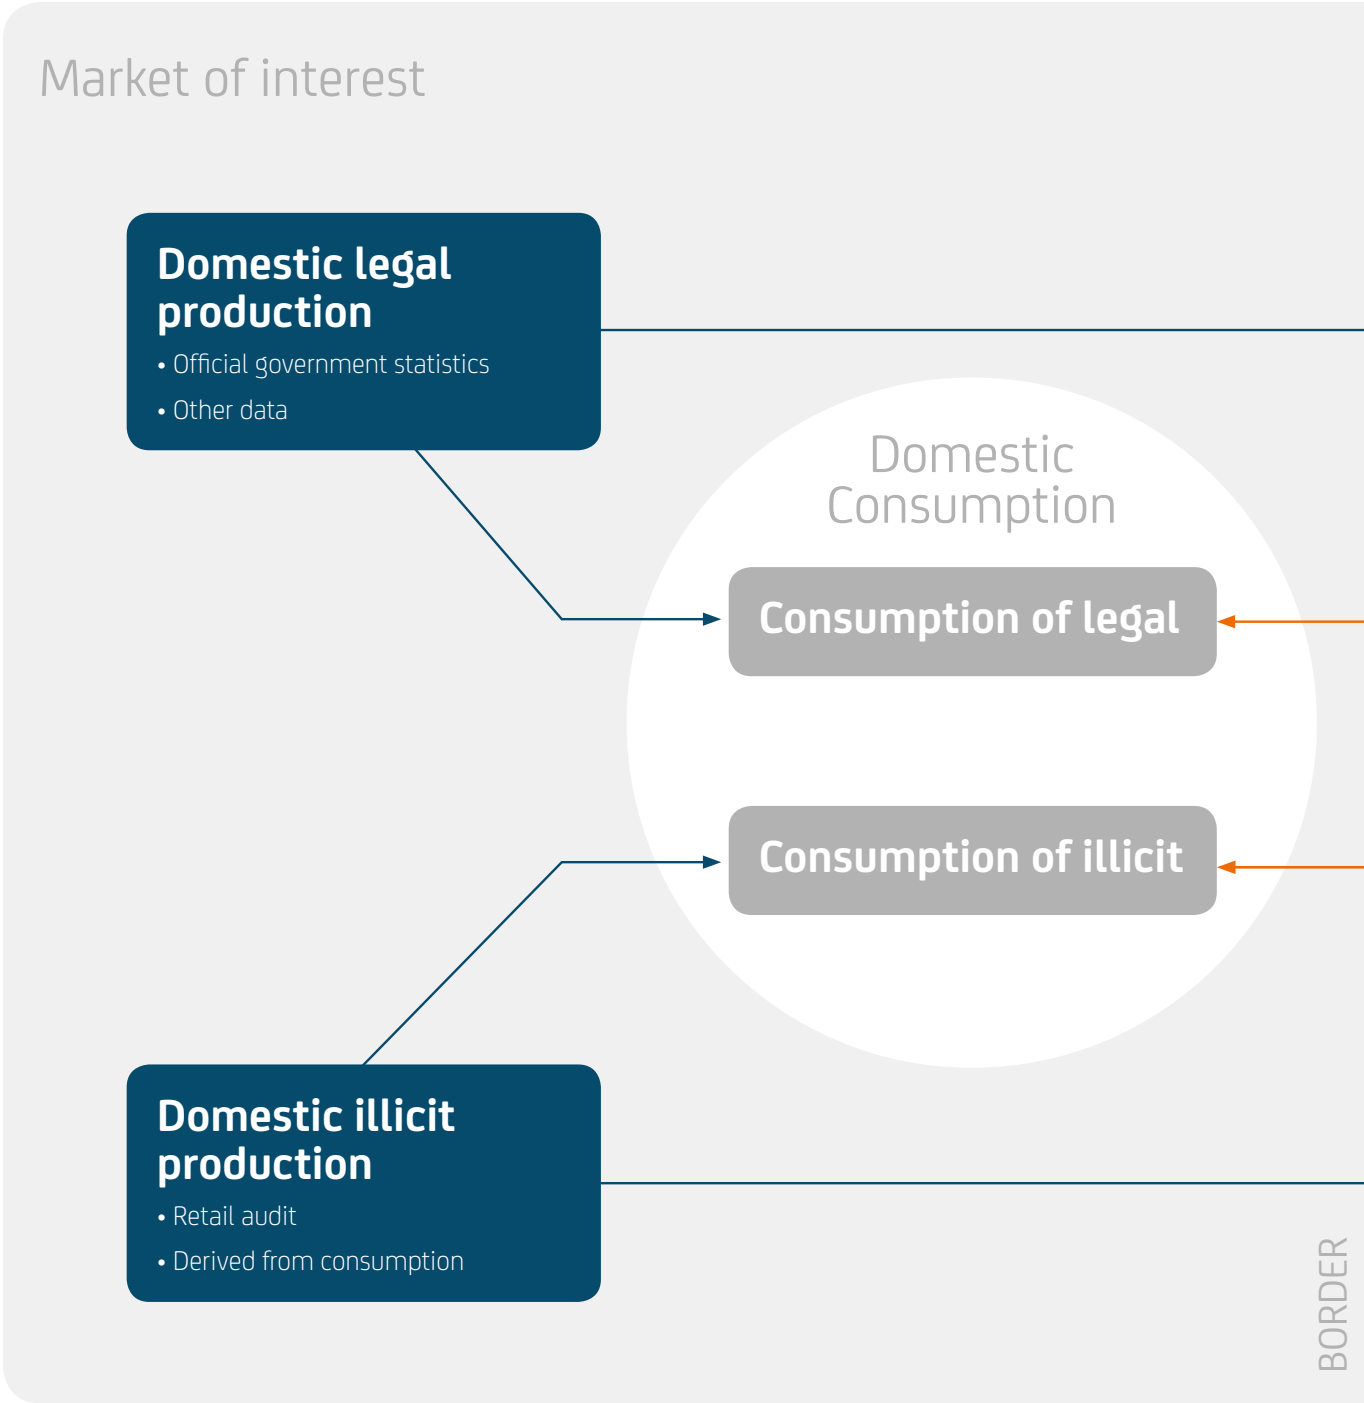 Market of interest
Domestic legal
production
• Official government statistics
• Other data
Domestic
Consumption
Consumption of legal
Consumption of illicit
Domestic illicit
production
• Retail audit
• Derived from consumption
BORDER